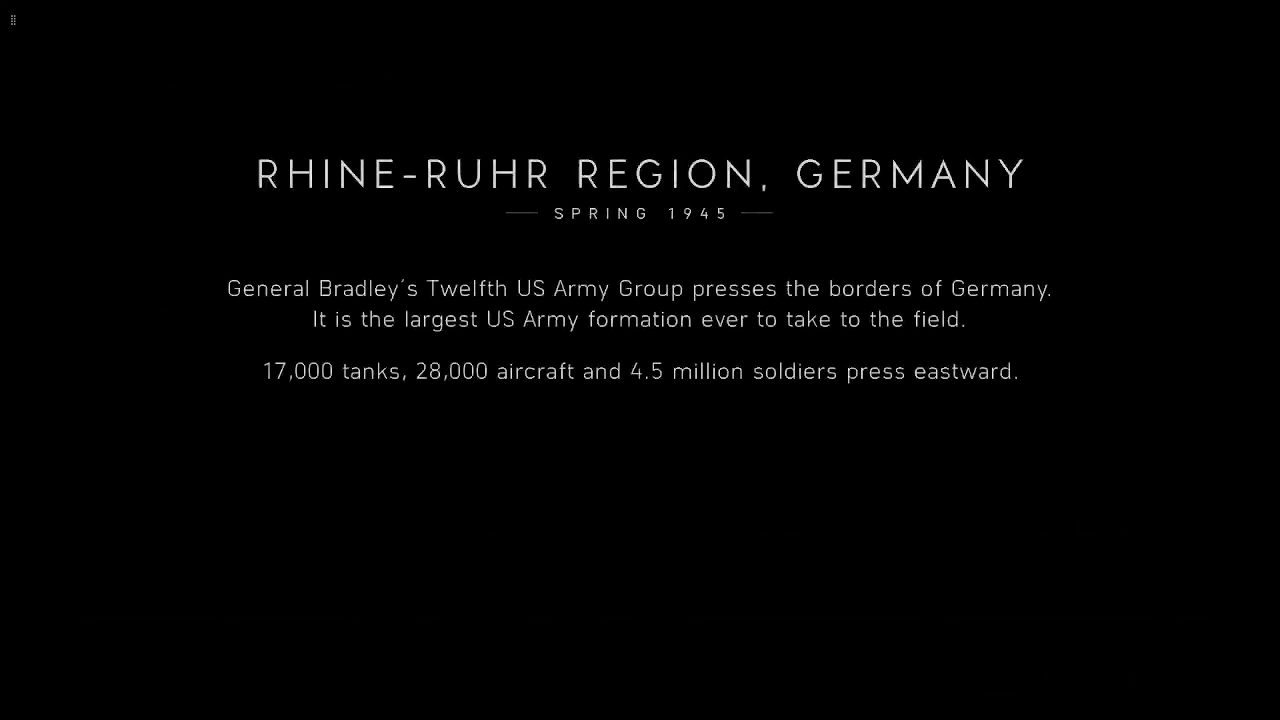 RHINE-RUHR REGION, GERMANY
SPRING 1945
General Bradley's Twelfth US Army Group presses the borders of Germany.
It is the largest US Army formation ever to take to the field.
17,000 tanks, 28,000 aircraft and 4.5 million soldiers press eastward.